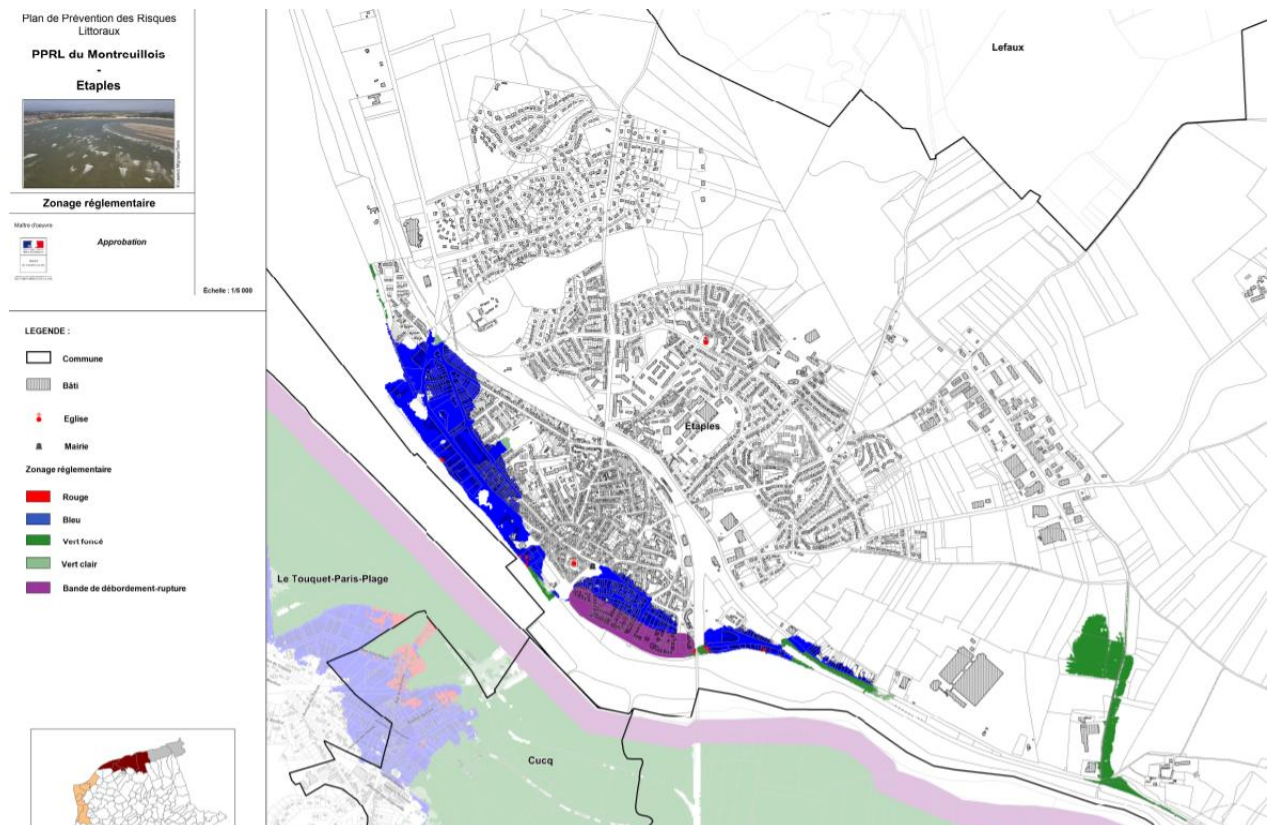 Plan de Prévention des Risques
Littoraux
PPRL du Montreuillois
-
Etaples
Zonage réglementaire
Maître d'oeuvre
Approbation
Echelle : 1/5 000
LEGENDE :
Commune
Bâti
Eglise
Mairie
Zonage réglementaire
Rouge
Bleu
Vert foncé
Vert clair
Bande de débordement-rupture
Lefaux
Etaples
Le Touquet-Paris-Plage
Cucq